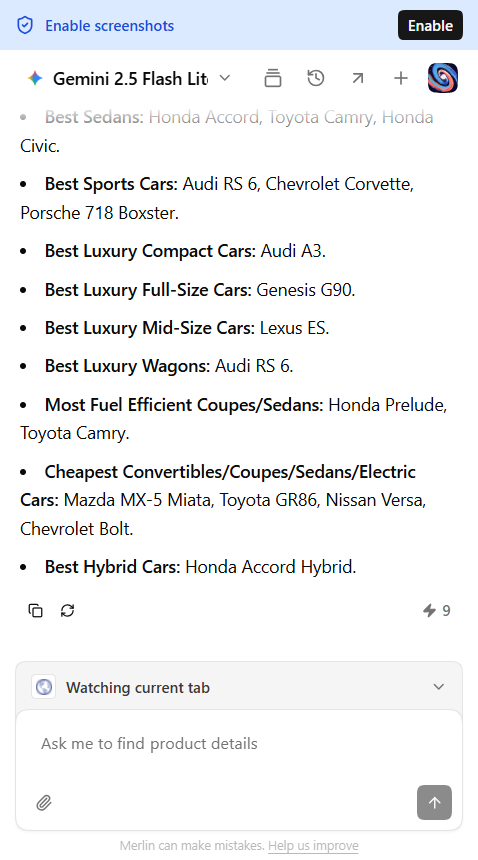 Enable screenshots
Enable
Gemini 2.5 Flash Lit
• Best Sedans: Honda Accord, Toyota Camry, Honda
Civic.
• Best Sports Cars: Audi RS 6, Chevrolet Corvette,
Porsche 718 Boxster.
• Best Luxury Compact Cars: Audi A3.
• Best Luxury Full-Size Cars: Genesis G90.
• Best Luxury Mid-Size Cars: Lexus ES.
• Best Luxury Wagons: Audi RS 6.
• Most Fuel Efficient Coupes/Sedans: Honda Prelude,
Toyota Camry.
• Cheapest Convertibles/Coupes/Sedans/Electric
Cars: Mazda MX-5 Miata, Toyota GR86, Nissan Versa,
Chevrolet Bolt.
• Best Hybrid Cars: Honda Accord Hybrid.
9
Watching current tab
Ask me to find product details
Merlin can make mistakes. Help us improve